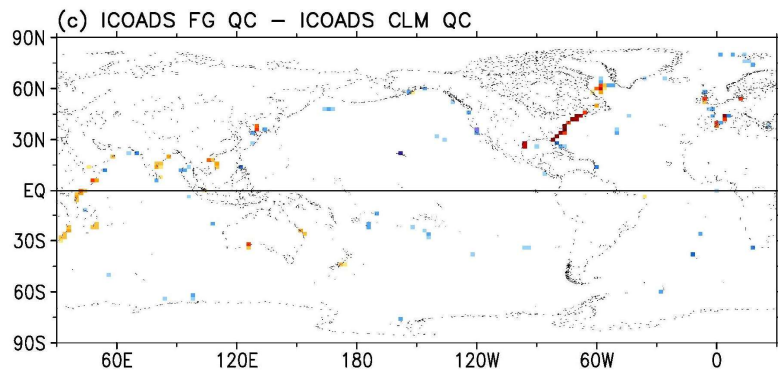 (c) ICOADS FG QC – ICOADS CLM QC
90N
60N
30N
EQ
30S
60S
90S
60E 120E 180 120W 60W 0